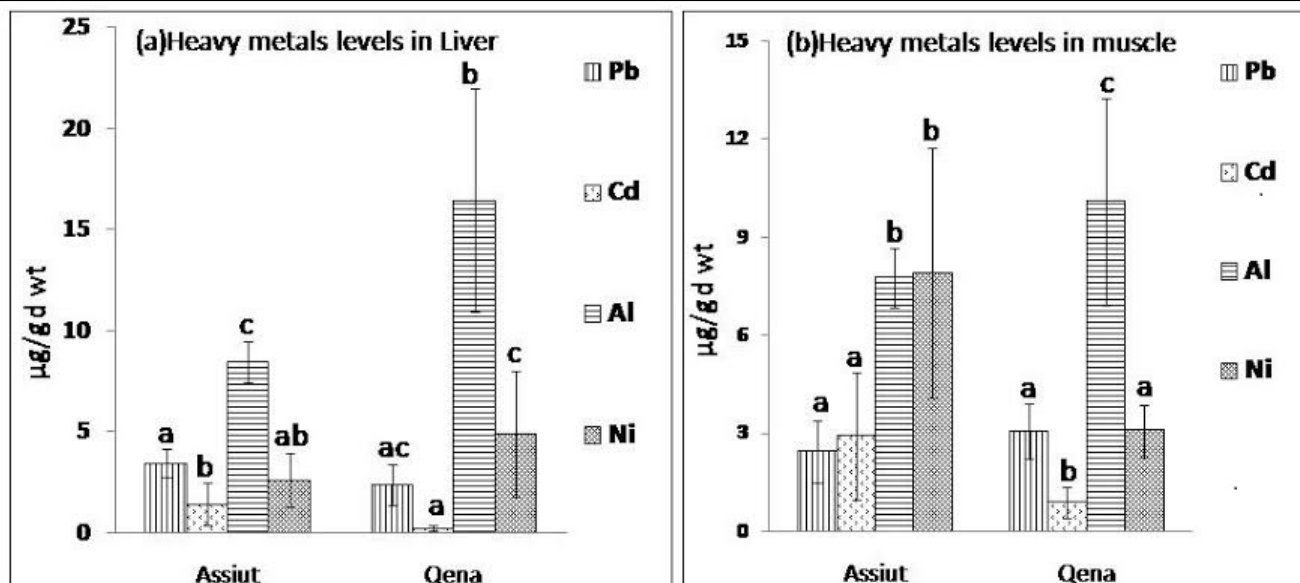 (a)Heavy metals levels in Liver
25
20
15
10
5
0
µg/gd wt
a
b
c
ab
ac
a
b
c
Assiut
Qena
Pb
Cd
Al
Ni
(b)Heavy metals levels in muscle
15
12
9
6
3
0
µg/gd wt
a
a
b
b
a
b
c
a
Assiut
Qena
Pb
Cd
Al
Ni